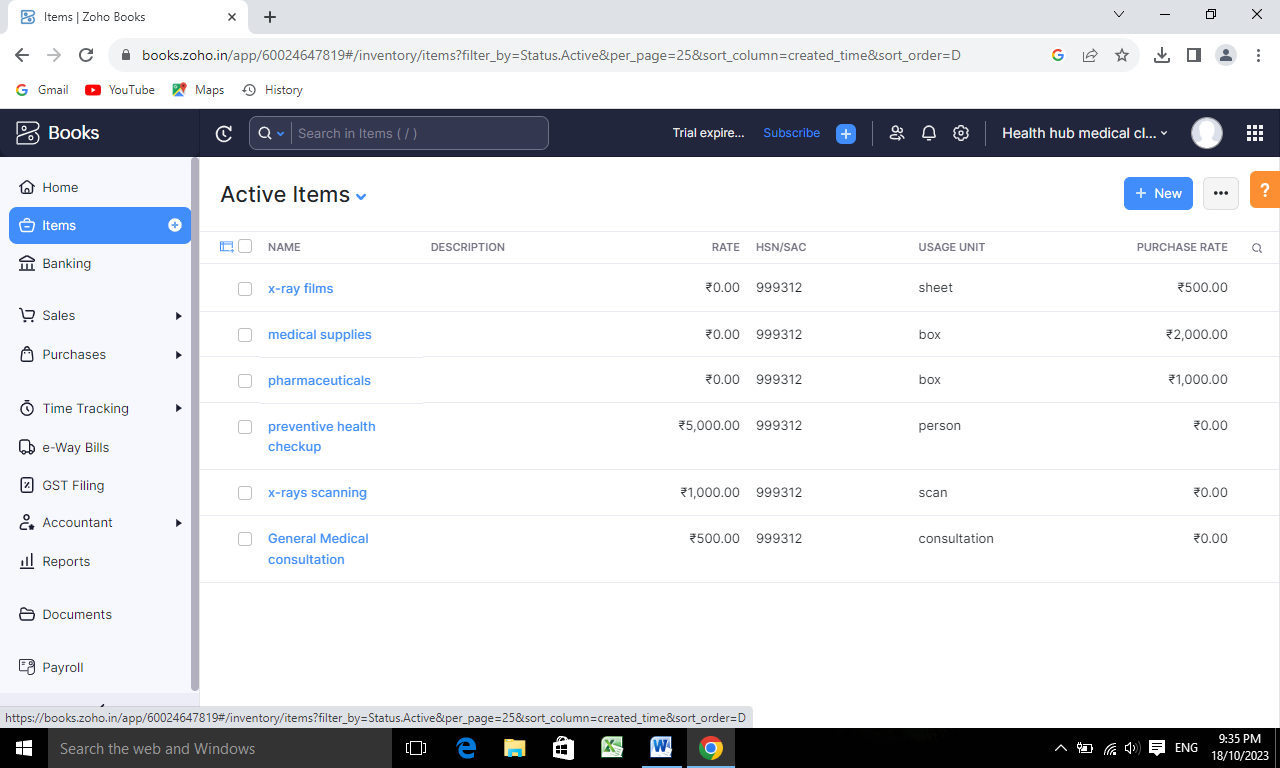 Items | Zoho Books
books.zoho.in/app/60024647819#/inventory/items?filter_by=Status.Active&per_page=25&sort_column=created_time&sort_order=D
Gmail YouTube Maps History
Books Search in Items ( / ) Trial expire... Subscribe Health hub medical cl...
Home
Items
Banking
Sales
Purchases
Time Tracking
e-Way Bills
GST Filing
Accountant
Reports
Documents
Payroll
Active Items
+ New
?
NAME DESCRIPTION RATE HSN/SAC USAGE UNIT PURCHASE RATE
x-ray films ₹0.00 999312 sheet ₹500.00
medical supplies ₹0.00 999312 box ₹2,000.00
pharmaceuticals ₹0.00 999312 box ₹1,000.00
preventive health ₹5,000.00 999312 person ₹0.00
checkup
x-rays scanning ₹1,000.00 999312 scan ₹0.00
General Medical ₹500.00 999312 consultation ₹0.00
consultation
https://books.zoho.in/app/60024647819#/inventory/items?filter_by=Status.Active&per_page=25&sort_column=created_time&sort_order=D
Search the web and Windows
ENG
9:35 PM
18/10/2023